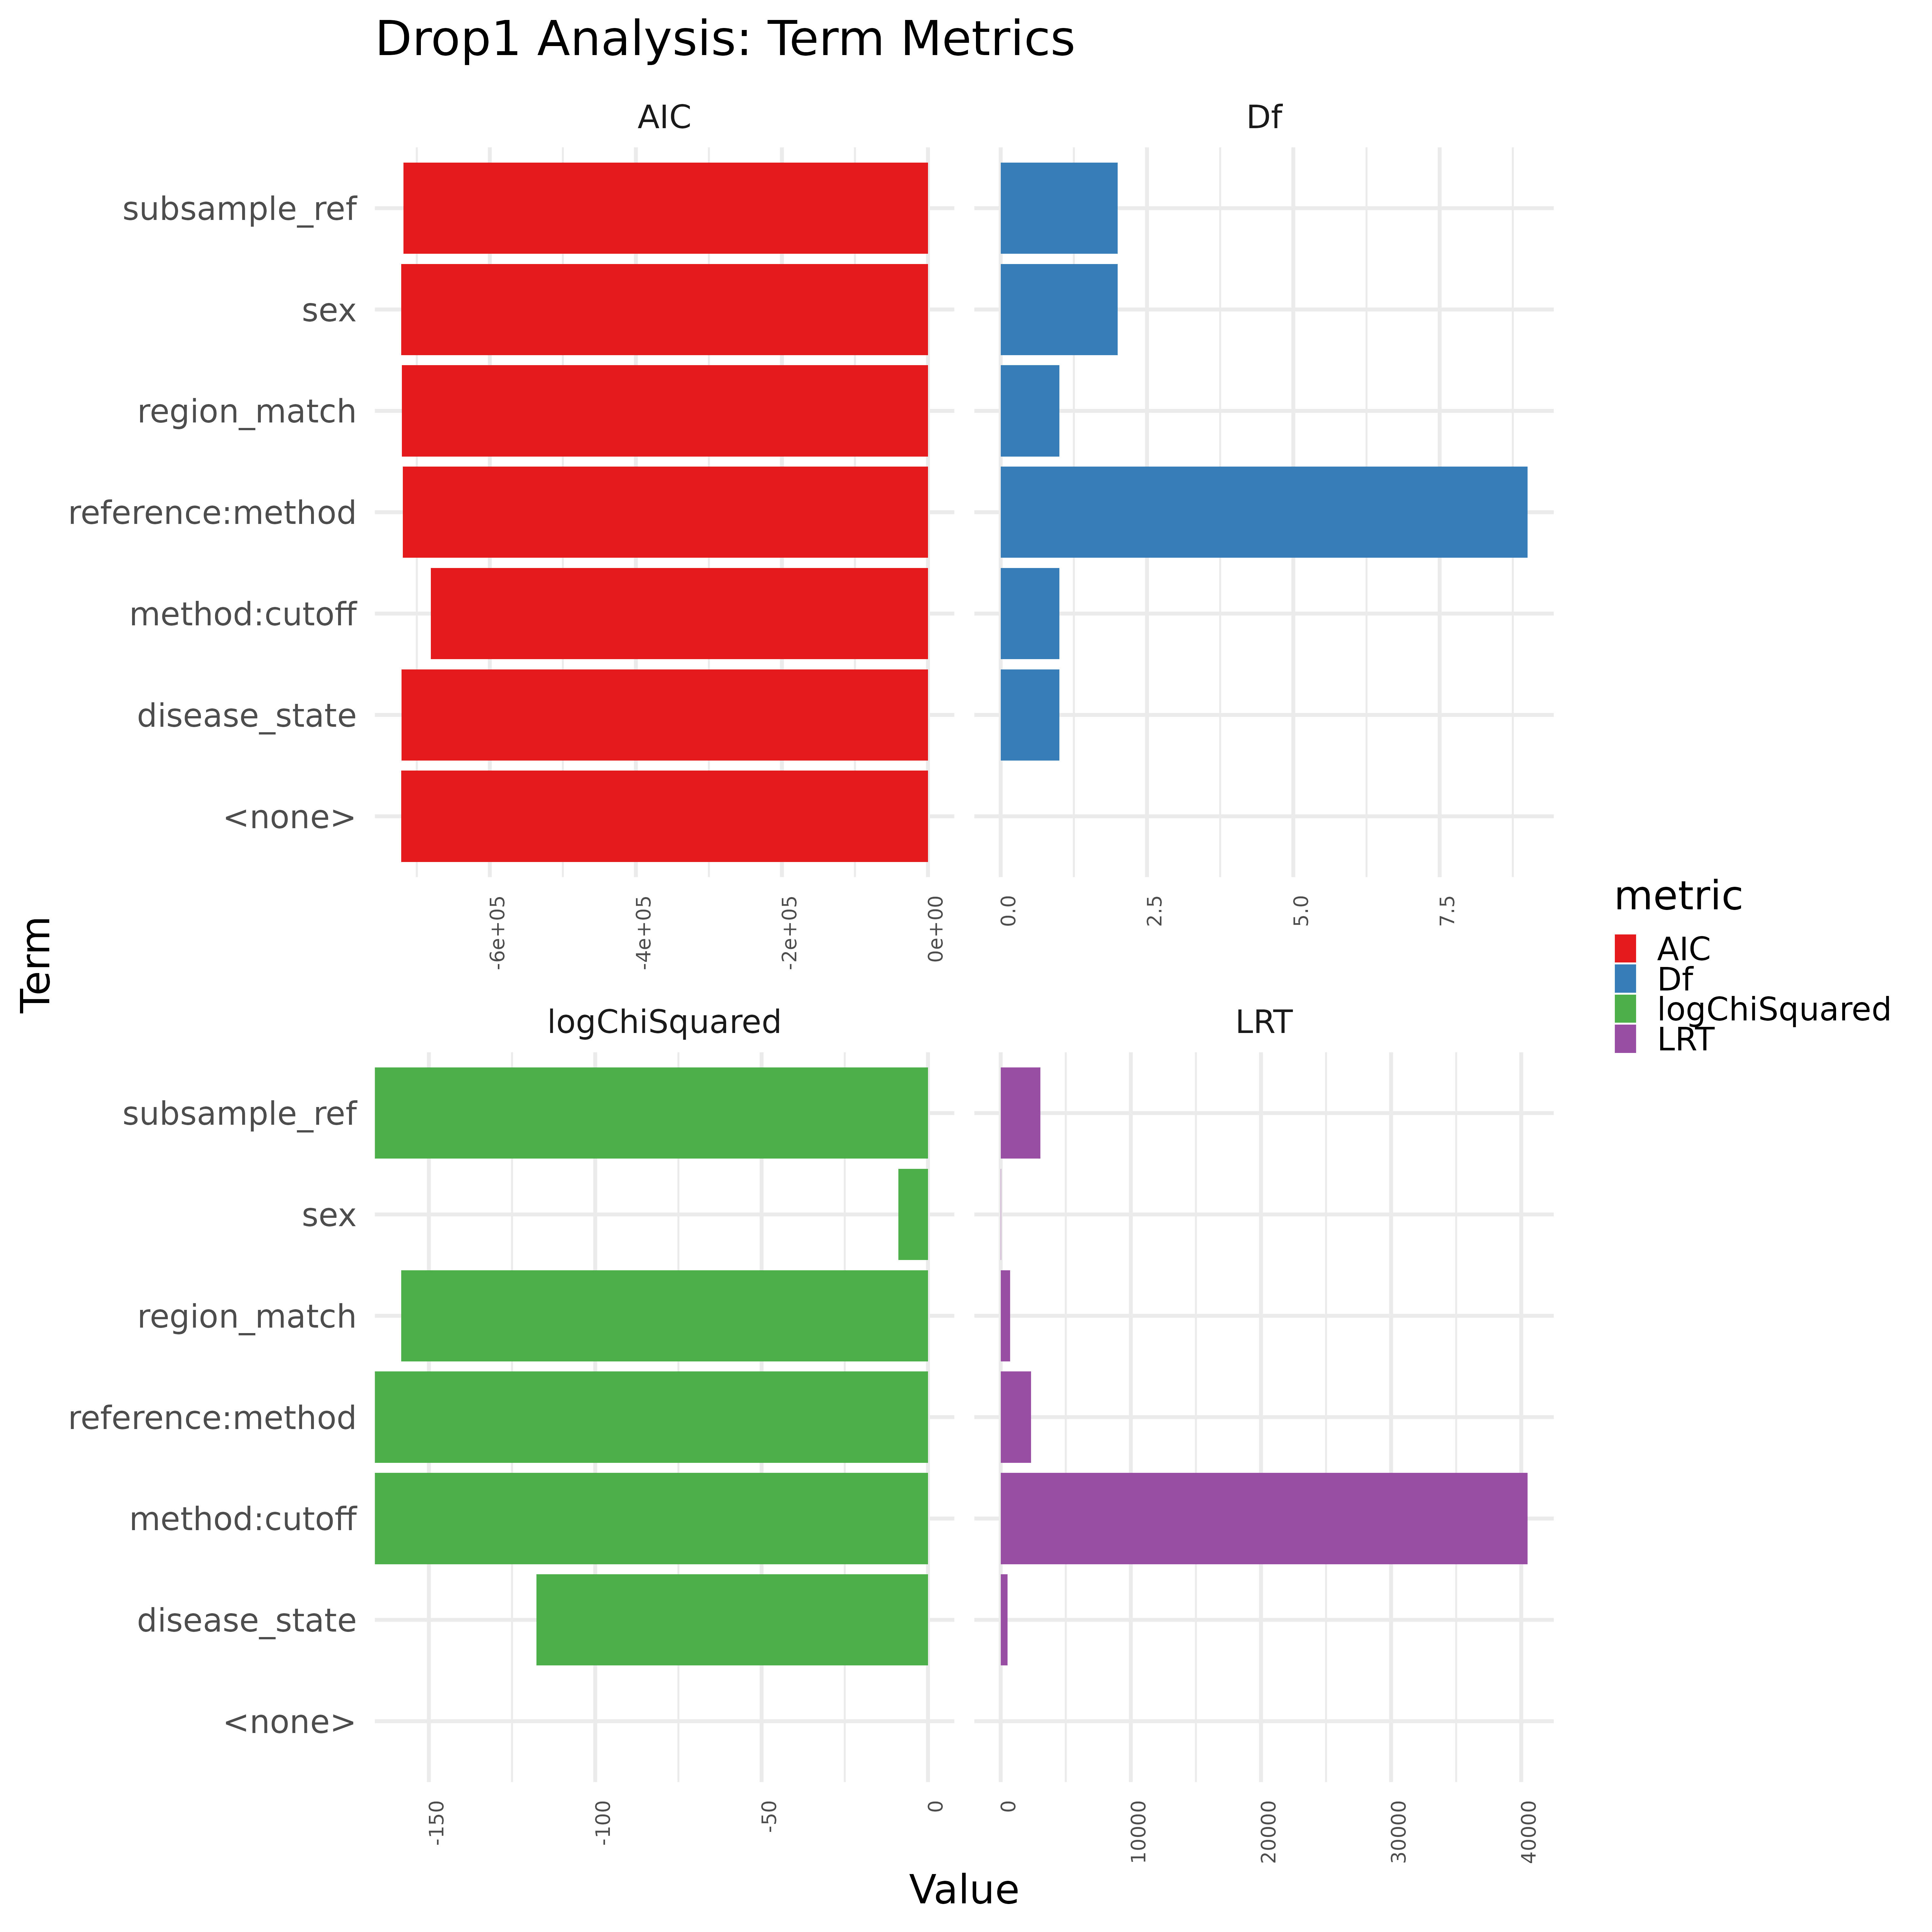 Drop1 Analysis: Term Metrics
AIC
Df
subsample_ref
sex
region_match
reference:method
method:cutoff
disease_state
<none>
-6e+05
-4e+05
-2e+05
0e+00
0.0
2.5
5.0
7.5
logChiSquared
LRT
subsample_ref
sex
region_match
reference:method
method:cutoff
disease_state
<none>
-150
-100
-50
0
0
10000
20000
30000
40000
Term
Value
metric
AIC
Df
logChiSquared
LRT